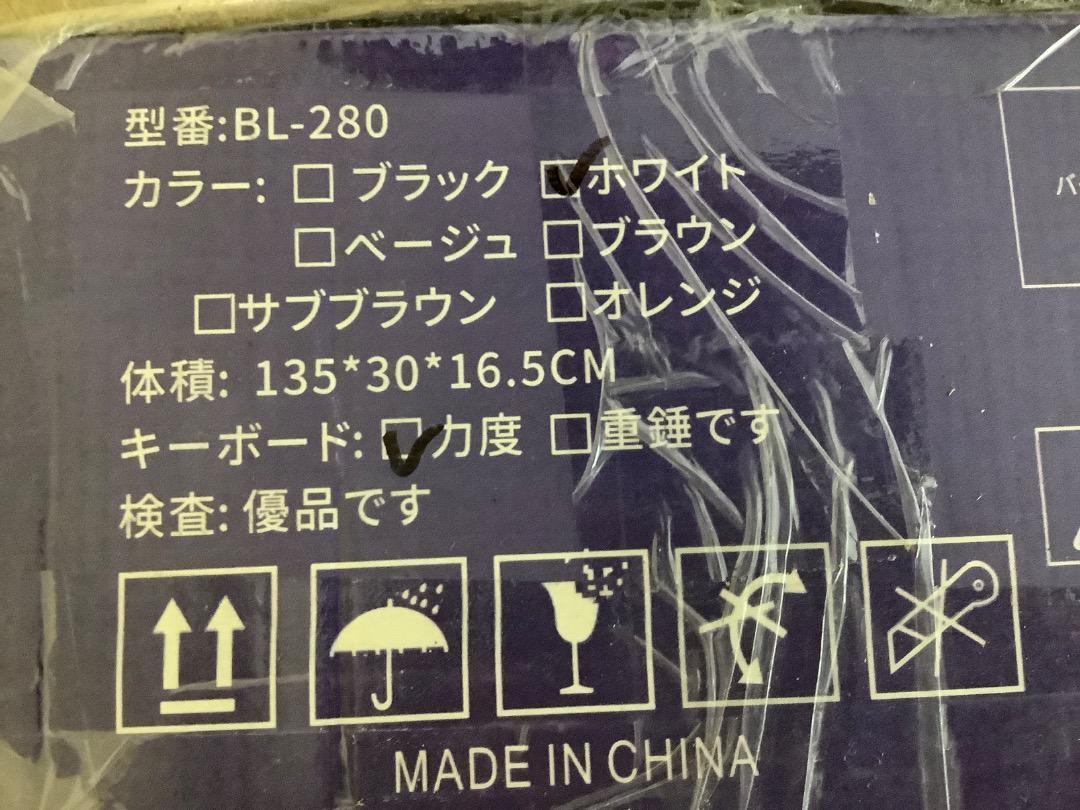 型番:BL-280
カラー: □ ブラック □ホワイト
□ベージュ □ブラウン
□サブブラウン □オレンジ
体積: 135*30*16.5CM
キーボード: □力度 □重錘です
検査: 優品です
MADE IN CHINA